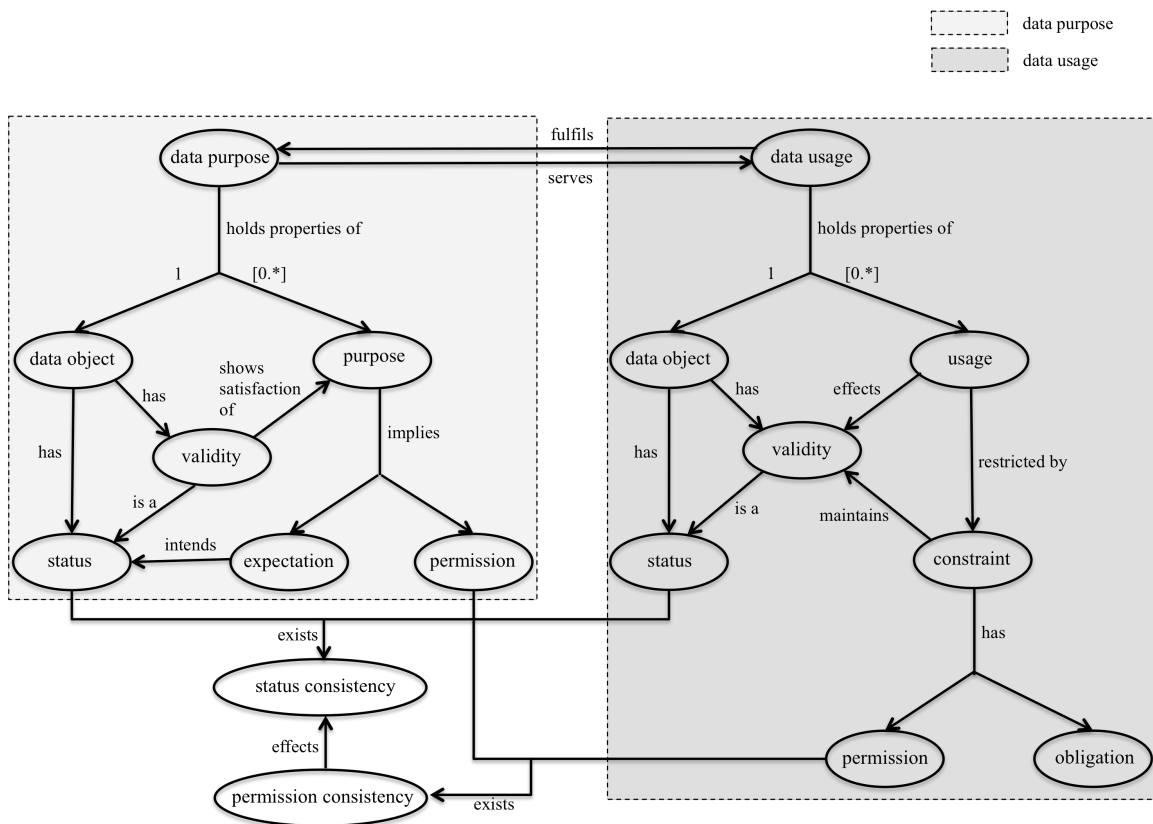 data purpose
data usage
fulfils
data purpose
data usage
serves
holds properties of
holds properties of
1
[0.*]
1
[0.*]
data object
purpose
data object
usage
shows
satisfaction
of
has
has
effects
implies
validity
validity
has
has
restricted by
is a
is a
maintains
intends
status
expectation
permission
status
constraint
exists
has
status consistency
effects
permission
obligation
permission consistency
exists